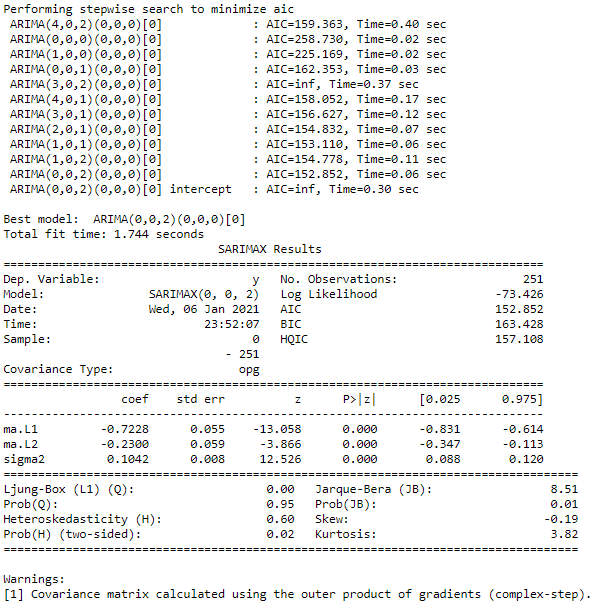 Performing stepwise search to minimize aic
 ARIMA(4,0,2)(0,0,0)[0]             : AIC=159.363, Time=0.40 sec
 ARIMA(0,0,0)(0,0,0)[0]             : AIC=258.730, Time=0.02 sec
 ARIMA(1,0,0)(0,0,0)[0]             : AIC=225.169, Time=0.02 sec
 ARIMA(0,0,1)(0,0,0)[0]             : AIC=162.353, Time=0.03 sec
 ARIMA(3,0,2)(0,0,0)[0]             : AIC=inf, Time=0.37 sec
 ARIMA(4,0,1)(0,0,0)[0]             : AIC=158.052, Time=0.17 sec
 ARIMA(3,0,1)(0,0,0)[0]             : AIC=156.627, Time=0.12 sec
 ARIMA(2,0,1)(0,0,0)[0]             : AIC=154.832, Time=0.07 sec
 ARIMA(1,0,1)(0,0,0)[0]             : AIC=153.110, Time=0.06 sec
 ARIMA(1,0,2)(0,0,0)[0]             : AIC=154.778, Time=0.11 sec
 ARIMA(0,0,2)(0,0,0)[0]             : AIC=152.852, Time=0.06 sec
 ARIMA(0,0,2)(0,0,0)[0] intercept   : AIC=inf, Time=0.30 sec

Best model:  ARIMA(0,0,2)(0,0,0)[0]
Total fit time: 1.744 seconds
                               SARIMAX Results
==============================================================================
Dep. Variable:                      y   No. Observations:                  251
Model:               SARIMAX(0, 0, 2)   Log Likelihood                 -73.426
Date:                Wed, 06 Jan 2021   AIC                            152.852
Time:                        23:52:07   BIC                            163.428
Sample:                             0   HQIC                           157.108
                                - 251
Covariance Type:                  opg
==============================================================================
                 coef    std err          z      P>|z|      [0.025      0.975]
------------------------------------------------------------------------------
ma.L1         -0.7228      0.055    -13.058      0.000      -0.831      -0.614
ma.L2         -0.2300      0.059     -3.866      0.000      -0.347      -0.113
sigma2         0.1042      0.008     12.526      0.000       0.088       0.120
===================================================================================
Ljung-Box (L1) (Q):                   0.00   Jarque-Bera (JB):                 8.51
Prob(Q):                              0.95   Prob(JB):                         0.01
Heteroskedasticity (H):               0.60   Skew:                            -0.19
Prob(H) (two-sided):                  0.02   Kurtosis:                         3.82
===================================================================================

Warnings:
[1] Covariance matrix calculated using the outer product of gradients (complex-step).